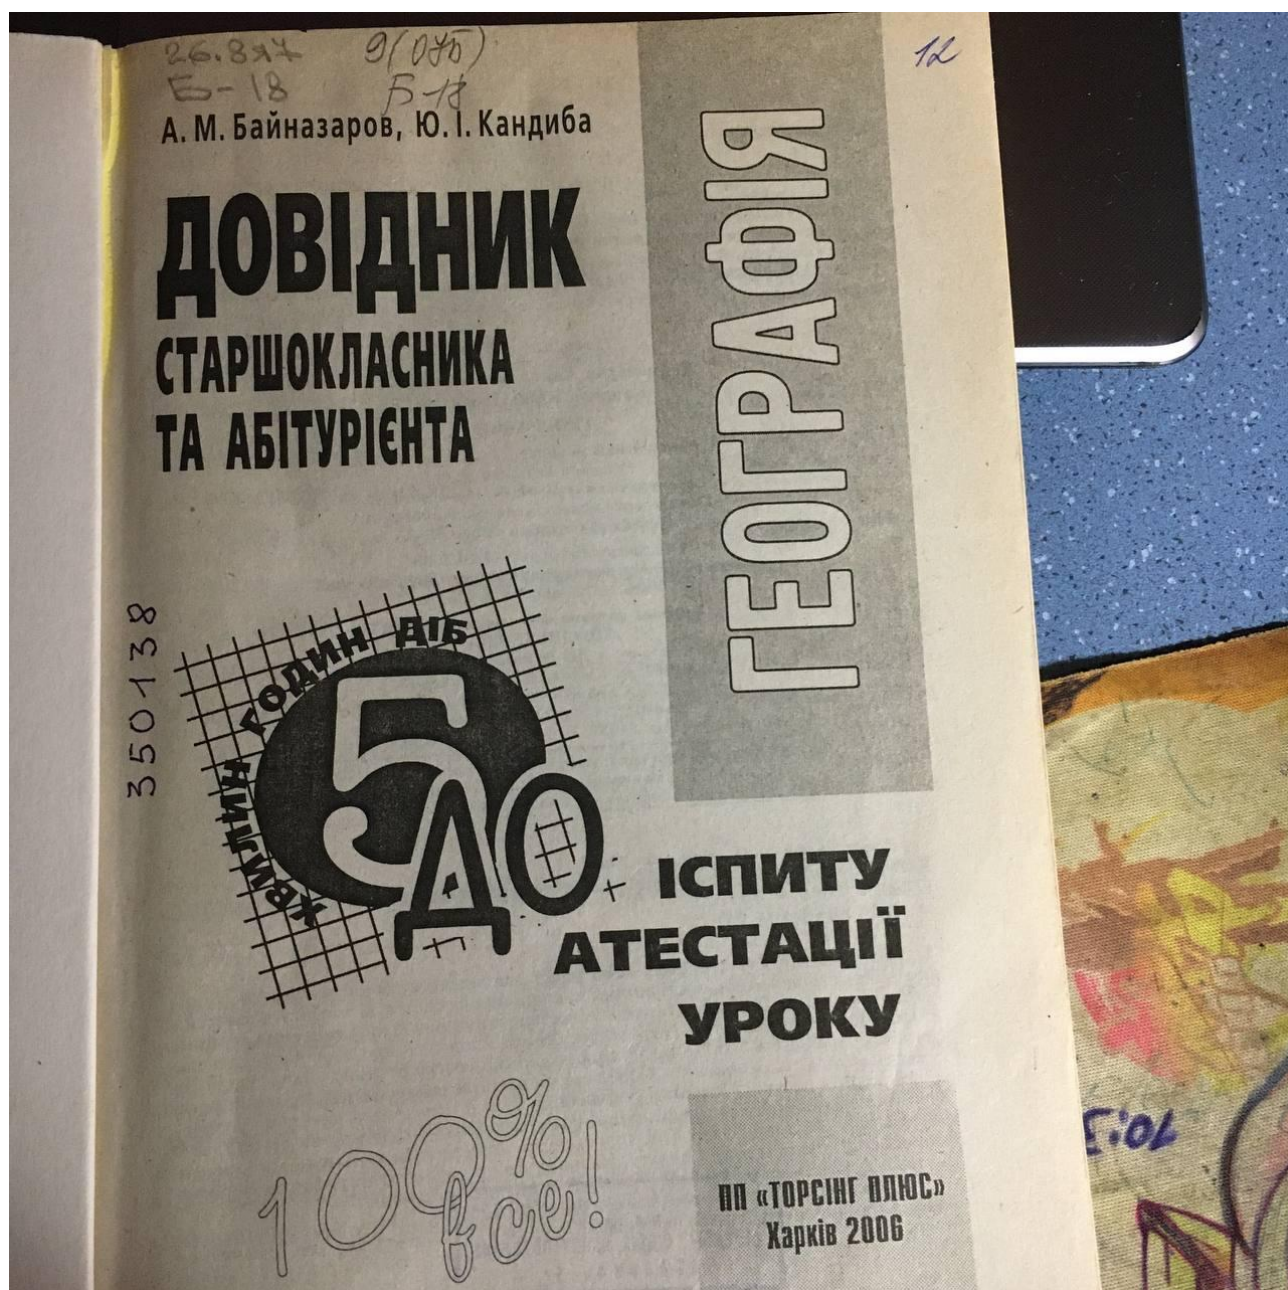 26.8я7 9(075)
Б-18 Б-18
12
А. М. Байназаров, Ю. І. Кандиба
ДОВІДНИК
СТАРШОКЛАСНИКА
ТА АБІТУРІЄНТА
ГЕОГРАФІЯ
350138
ХВИЛИН ГОДИН ДІБ
5 ДО
ІСПИТУ
АТЕСТАЦІЇ
УРОКУ
100%
все!
ПП «ТОРСІНГ ПЛЮС»
Харків 2006